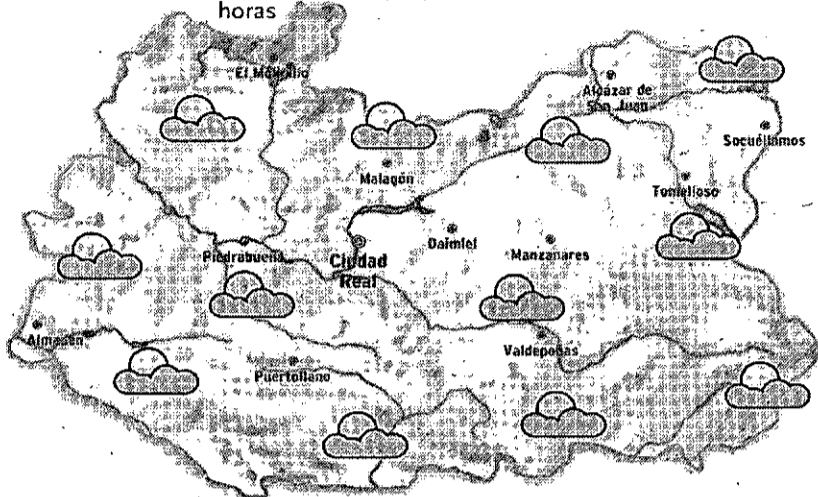 horas
El Molinillo
Alcázar de
San Juan
Socuéllamos
Malagón
Tomelloso
Daimiel
Piedrabuena
Ciudad
Real
Manzanares
Almadén
Valdepeñas
Puertollano